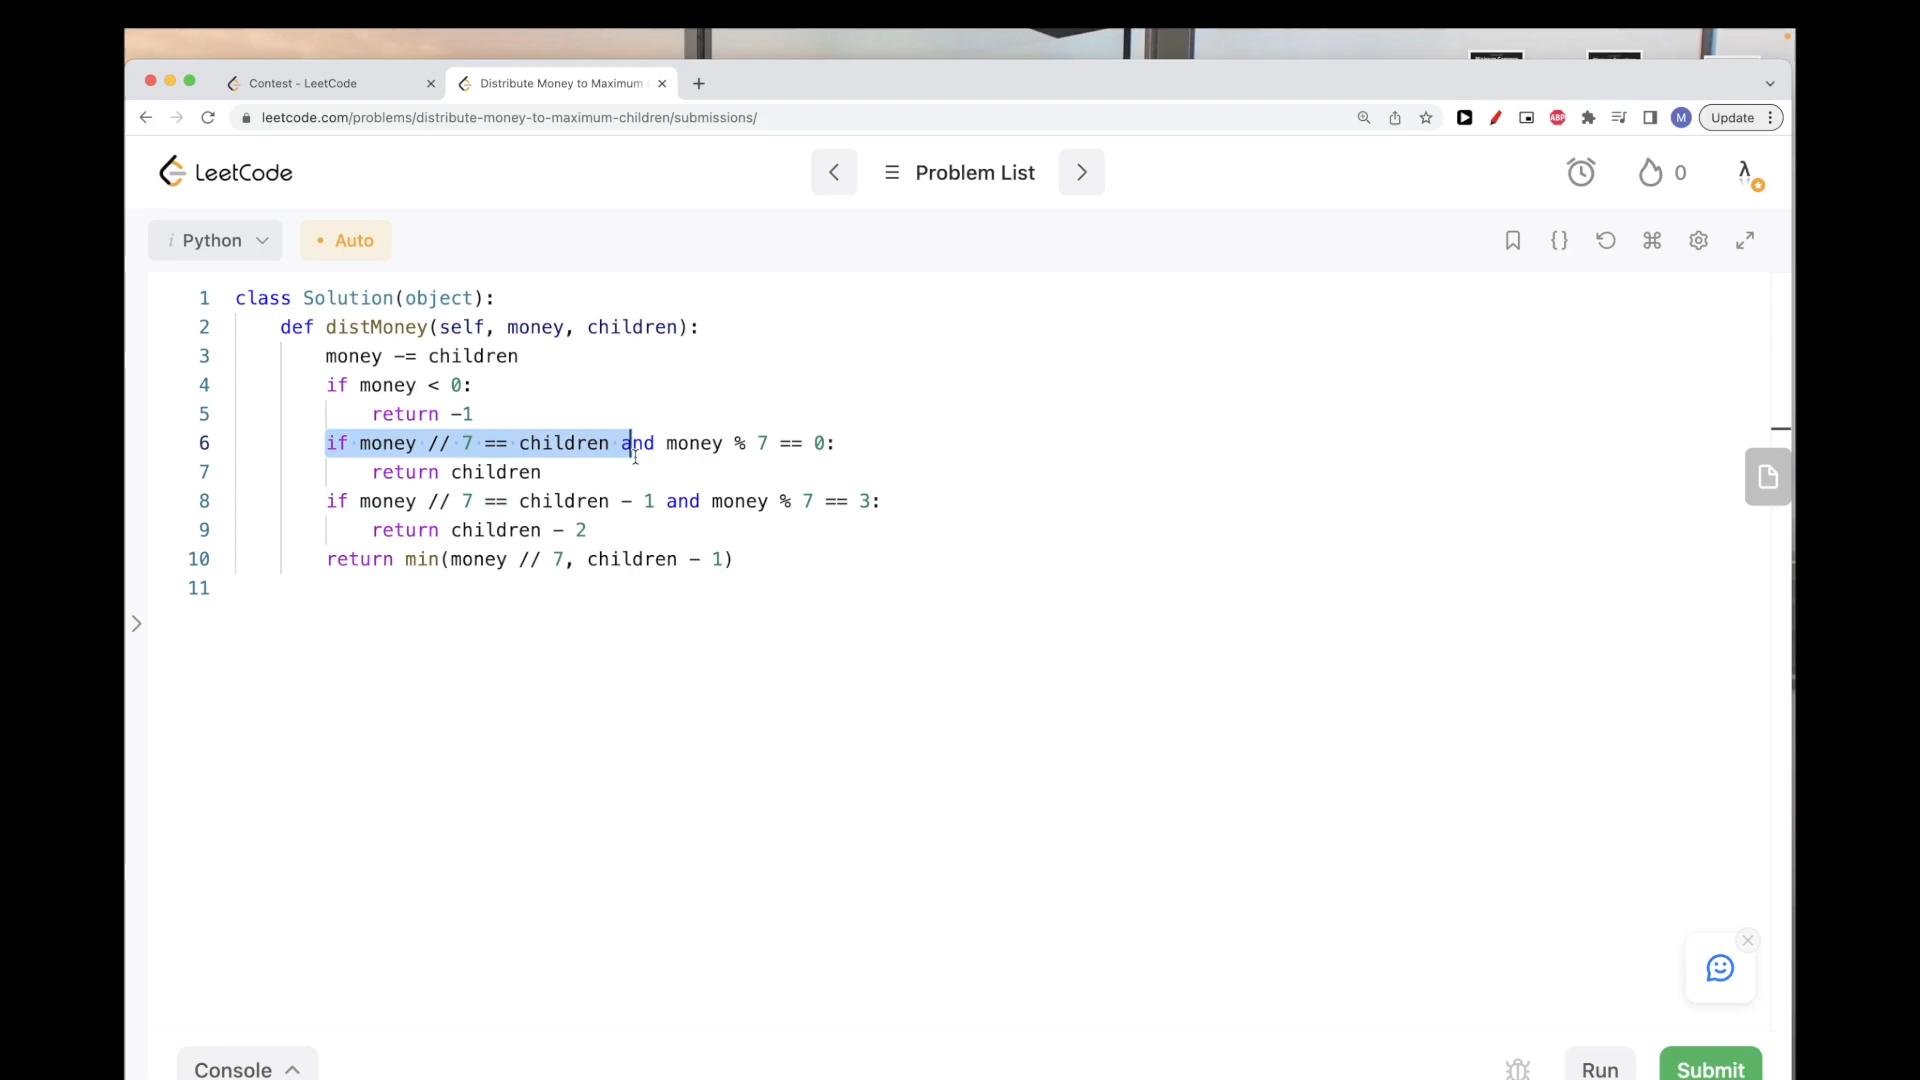 Contest - LeetCode
Distribute Money to Maximum
leetcode.com/problems/distribute-money-to-maximum-children/submissions/
ABP
M
Update
LeetCode
Problem List
0
λ
i Python
• Auto
1 class Solution(object):
2 def distMoney(self, money, children):
3 money -= children
4 if money < 0:
5 return -1
6 if money // 7 == children and money % 7 == 0:
7 return children
8 if money // 7 == children - 1 and money % 7 == 3:
9 return children - 2
10 return min(money // 7, children - 1)
11
Console
Run
Submit